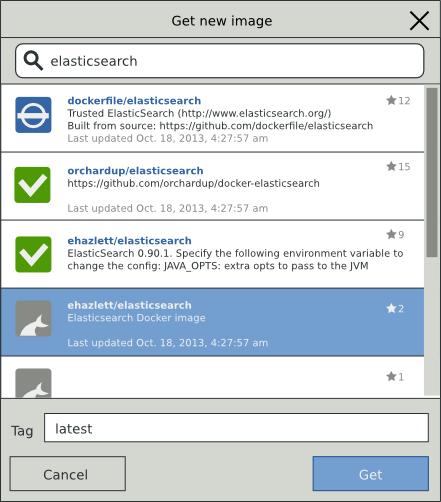 Get new image
elasticsearch
dockerfile/elasticsearch
12
Trusted ElasticSearch (http://www.elasticsearch.org/)
Built from source: https://github.com/dockerfile/elasticsearch
Last updated Oct. 18, 2013, 4:27:57 am
orchardup/elasticsearch
15
https://github.com/orchardup/docker-elasticsearch
Last updated Oct. 18, 2013, 4:27:57 am
ehazlett/elasticsearch
9
ElasticSearch 0.90.1. Specify the following environment variable to
change the config: JAVA_OPTS: extra opts to pass to the JVM
ehazlett/elasticsearch
2
Elasticsearch Docker image
Last updated Oct. 18, 2013, 4:27:57 am
1
Tag
latest
Cancel
Get